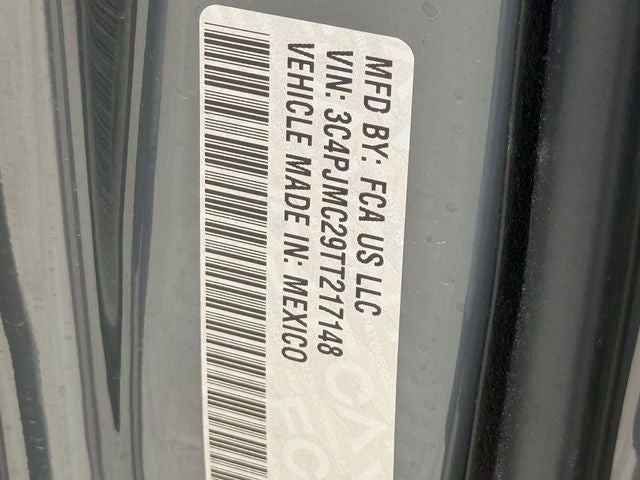 MFD BY: FCA US LLC
VIN: 3C4PJMC29TT217148
VEHICLE MADE IN: MEXICO